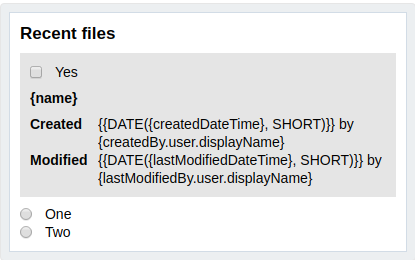 Recent files
Yes
{name}
Created {{DATE({createdDateTime}, SHORT)}} by
{createdBy.user.displayName}
Modified {{DATE({lastModifiedDateTime}, SHORT)}} by
{lastModifiedBy.user.displayName}
One
Two